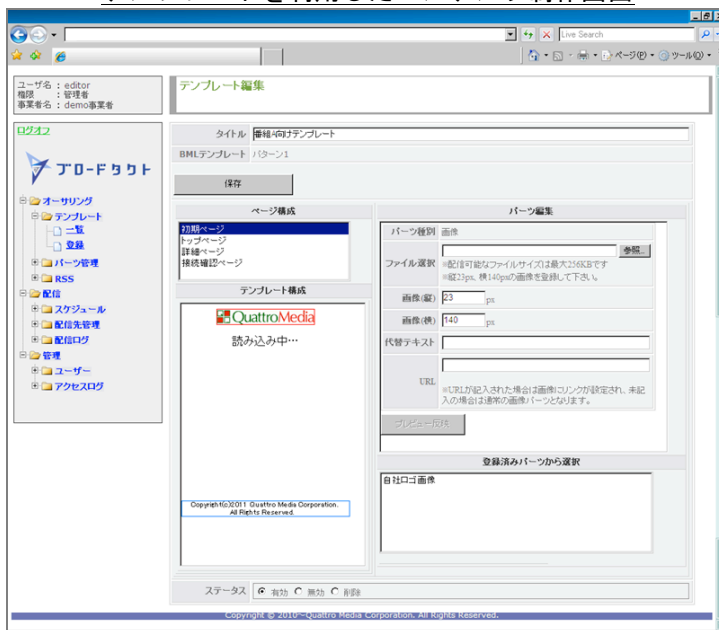 Live Search
ページ(P)
ツール(O)
ユーザ名 : editor
権限 : 管理者
事業者名 : demo事業者
テンプレート編集
ログオフ
ブロードタクト
オーサリング
テンプレート
一覧
登録
パーツ管理
RSS
配信
スケジュール
配信先管理
配信ログ
管理
ユーザー
アクセスログ
タイトル 番組A向けテンプレート
BMLテンプレート パターン1
保存
ページ構成
初期ページ
トップページ
詳細ページ
接続確認ページ
テンプレート構成
QuattroMedia
読み込み中…
Copyright(c)2011 Quattro Media Corporation.
All Rights Reserved.
パーツ編集
パーツ種別 画像
ファイル選択 参照...
※配信可能なファイルサイズは最大256KBです
※縦23px, 横140pxの画像を登録して下さい。
画像(縦) 23 px
画像(横) 140 px
代替テキスト
URL
※URLが記入された場合は画像にリンクが設定され、未記
入の場合は通常の画像パーツとなります。
プレビュー反映
登録済みパーツから選択
自社ロゴ画像
ステータス 有効 無効 削除
Copyright © 2010~Quattro Media Corporation. All Rights Reserved.